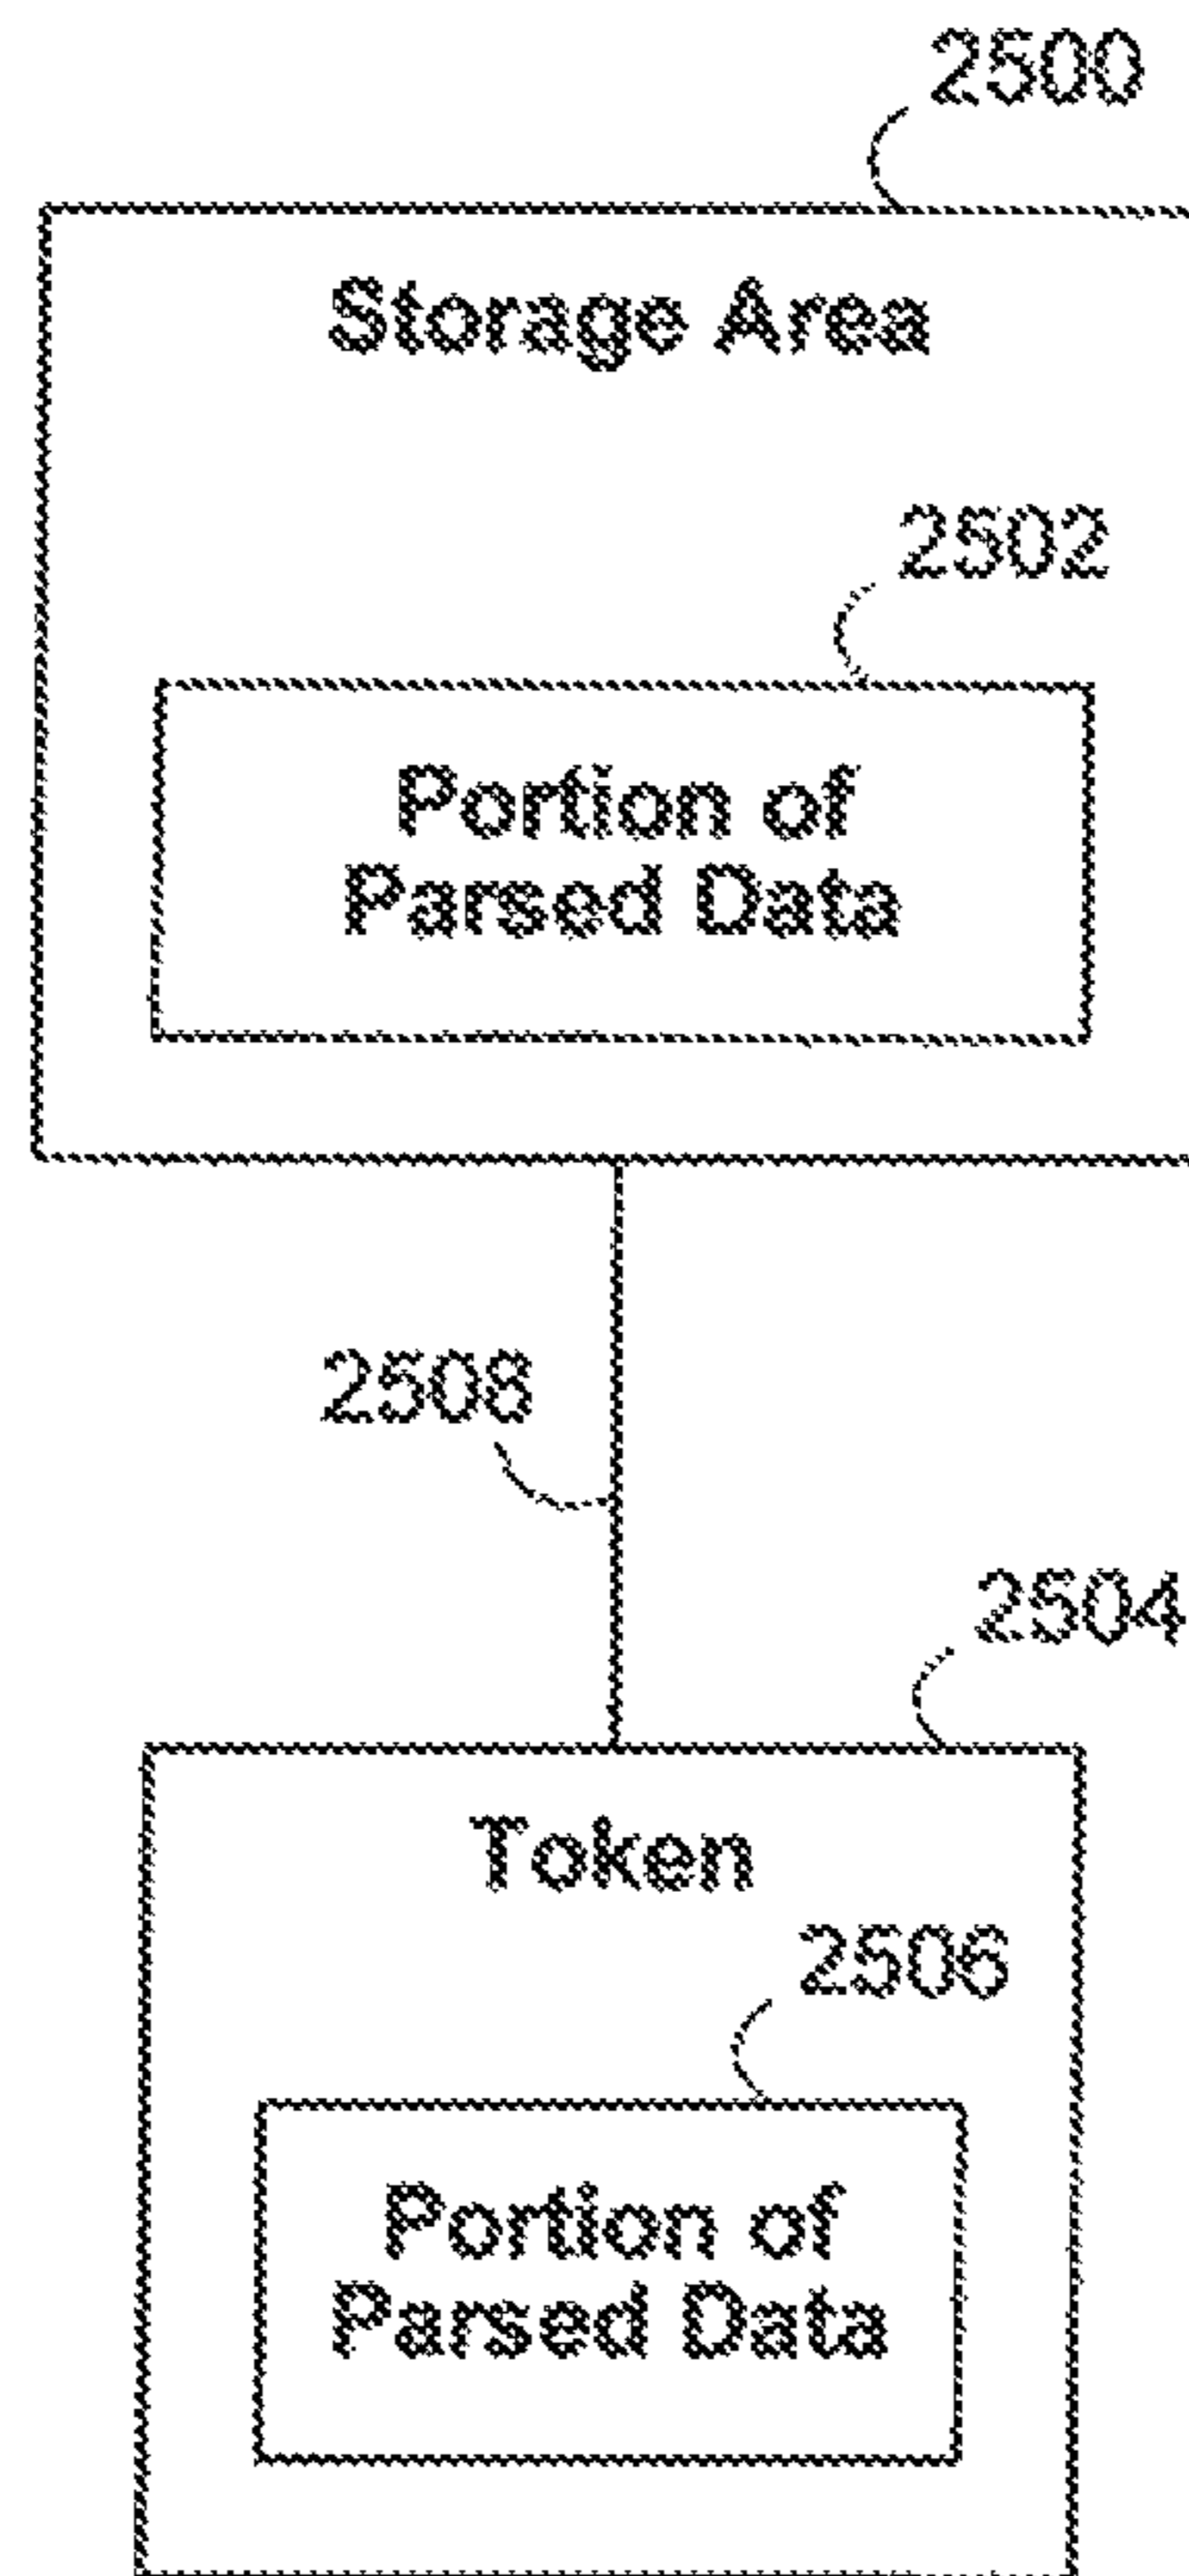 2500
Storage Area
2502
Portion of
Parsed Data
2508
2504
Token
2506
Portion of
Parsed Data